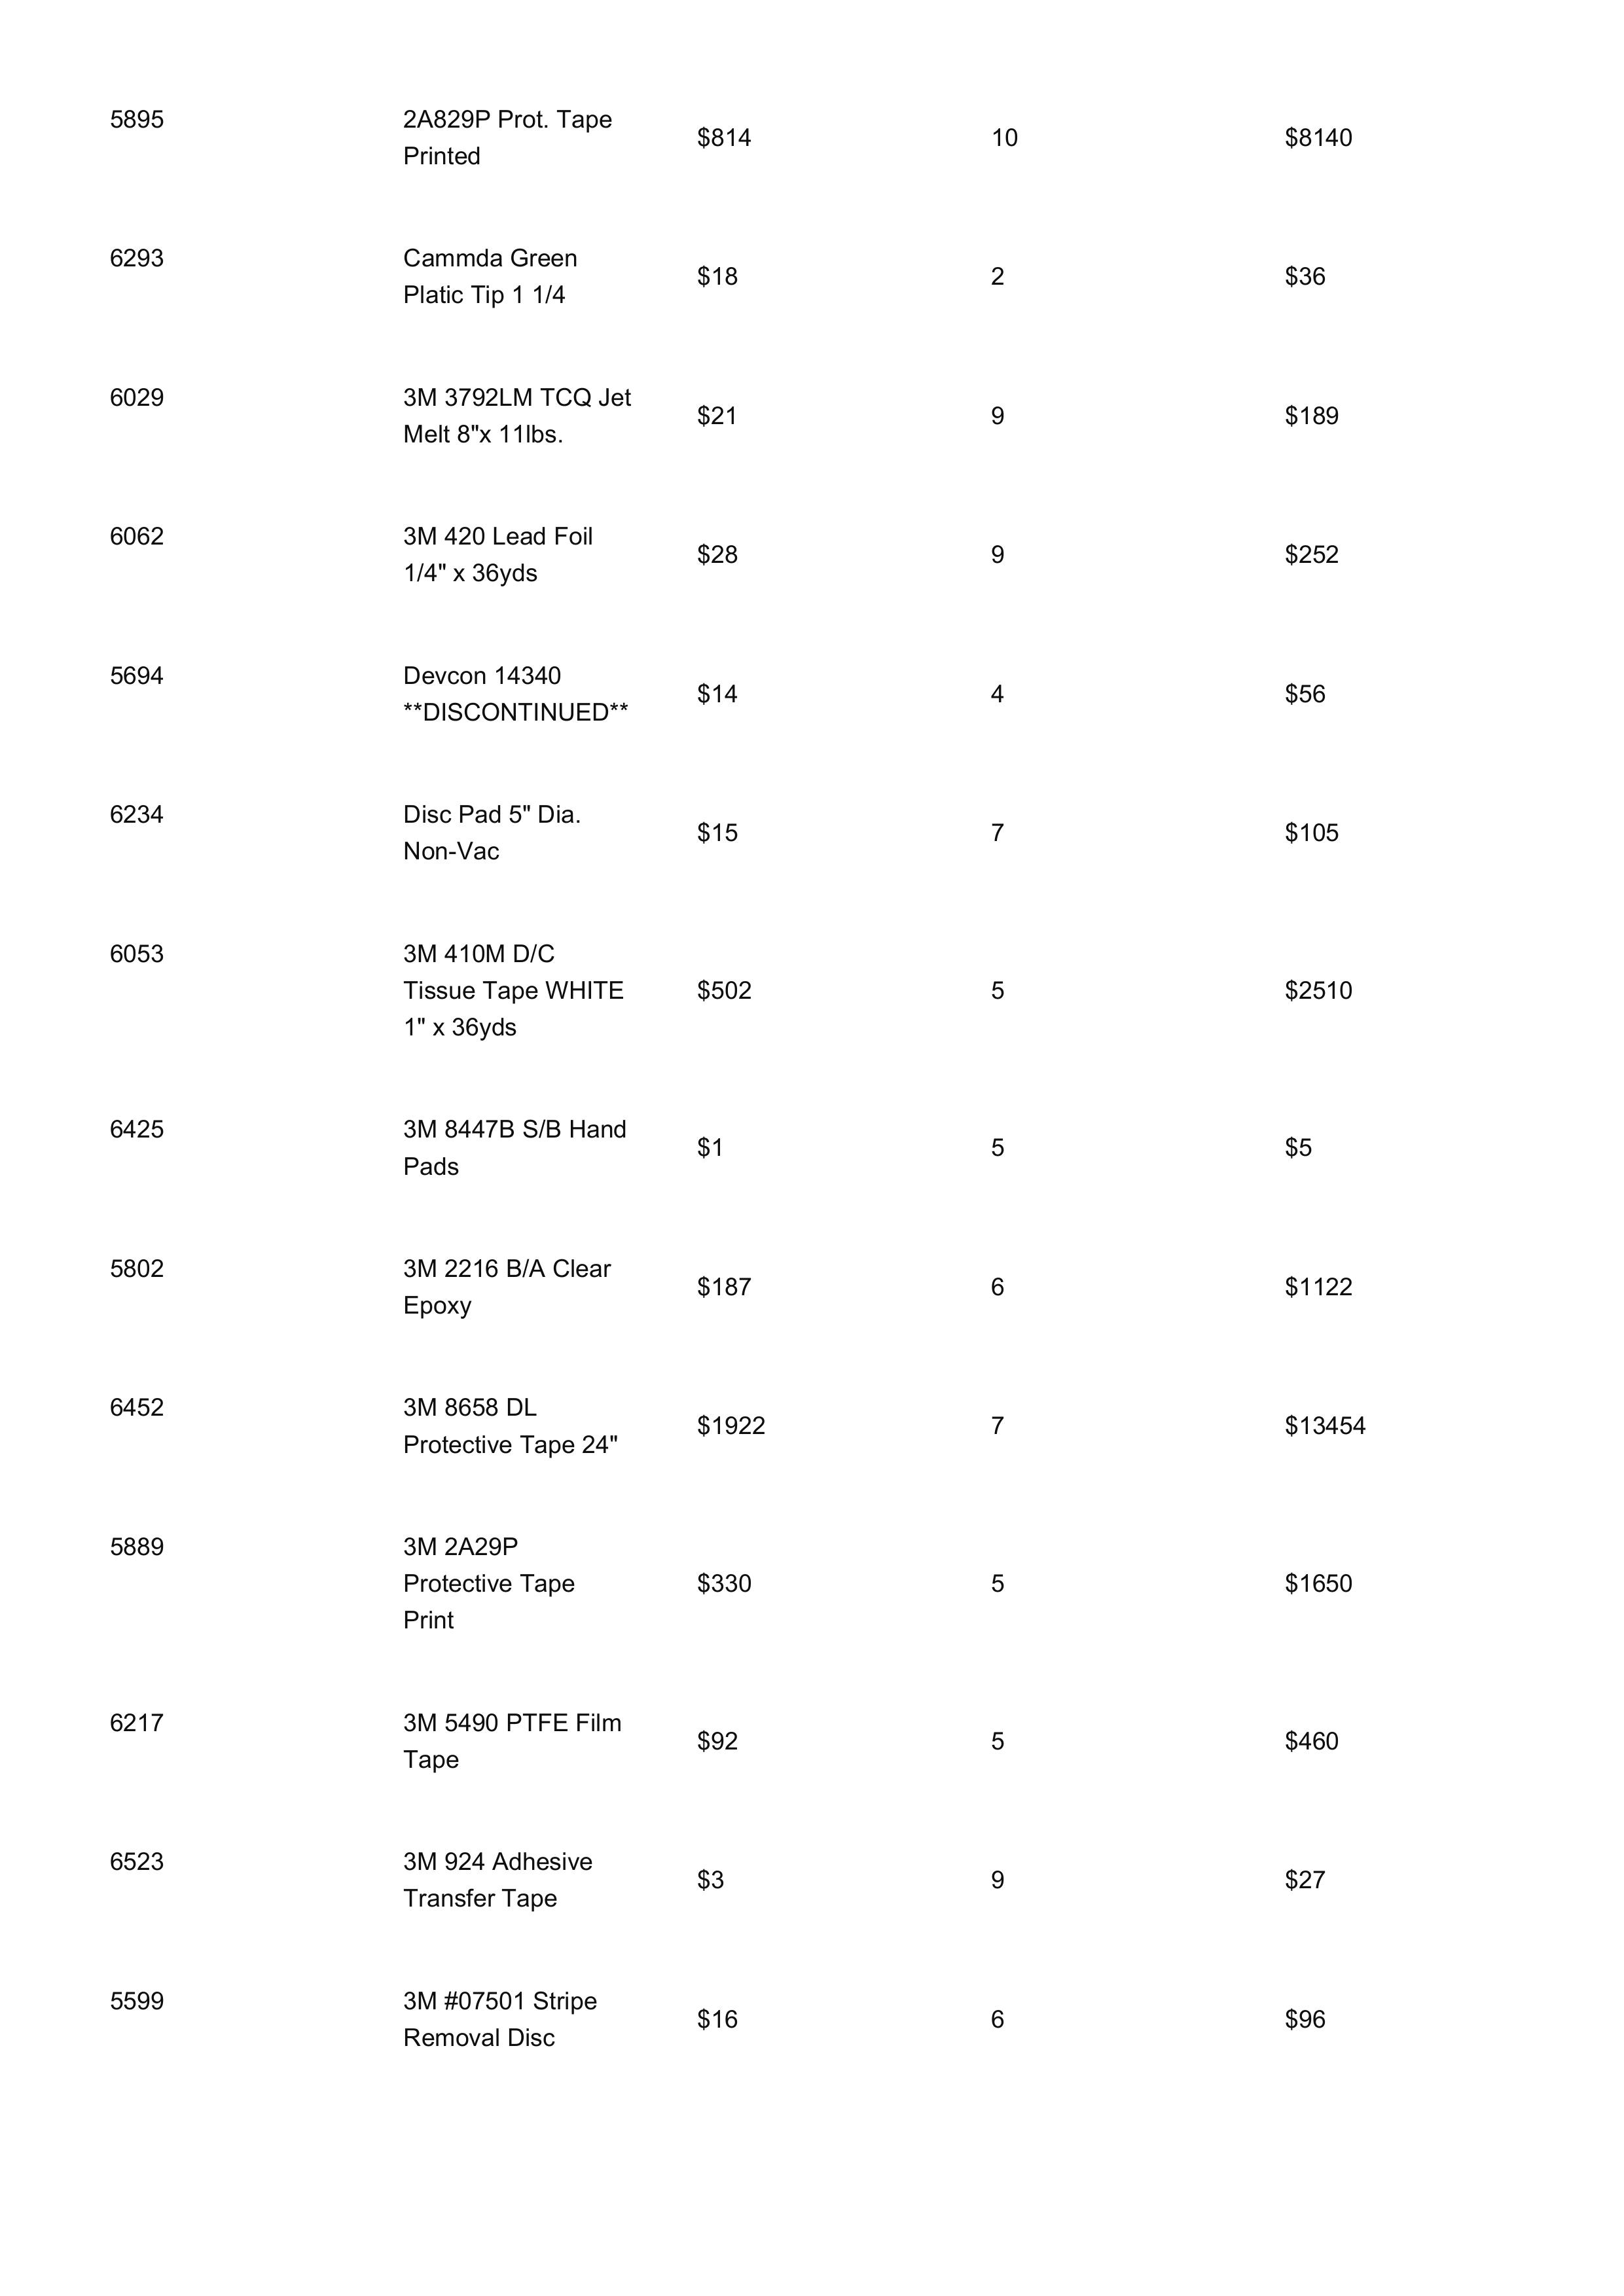 5895 2A829P Prot. Tape
Printed $814 10 $8140
6293 Cammda Green
Platic Tip 1 1/4 $18 2 $36
6029 3M 3792LM TCQ Jet
Melt 8"x 11lbs. $21 9 $189
6062 3M 420 Lead Foil
1/4" x 36yds $28 9 $252
5694 Devcon 14340
**DISCONTINUED** $14 4 $56
6234 Disc Pad 5" Dia.
Non-Vac $15 7 $105
6053 3M 410M D/C
Tissue Tape WHITE $502 5 $2510
1" x 36yds
6425 3M 8447B S/B Hand
Pads $1 5 $5
5802 3M 2216 B/A Clear
Epoxy $187 6 $1122
6452 3M 8658 DL
Protective Tape 24" $1922 7 $13454
5889 3M 2A29P
Protective Tape $330 5 $1650
Print
6217 3M 5490 PTFE Film
Tape $92 5 $460
6523 3M 924 Adhesive
Transfer Tape $3 9 $27
5599 3M #07501 Stripe
Removal Disc $16 6 $96